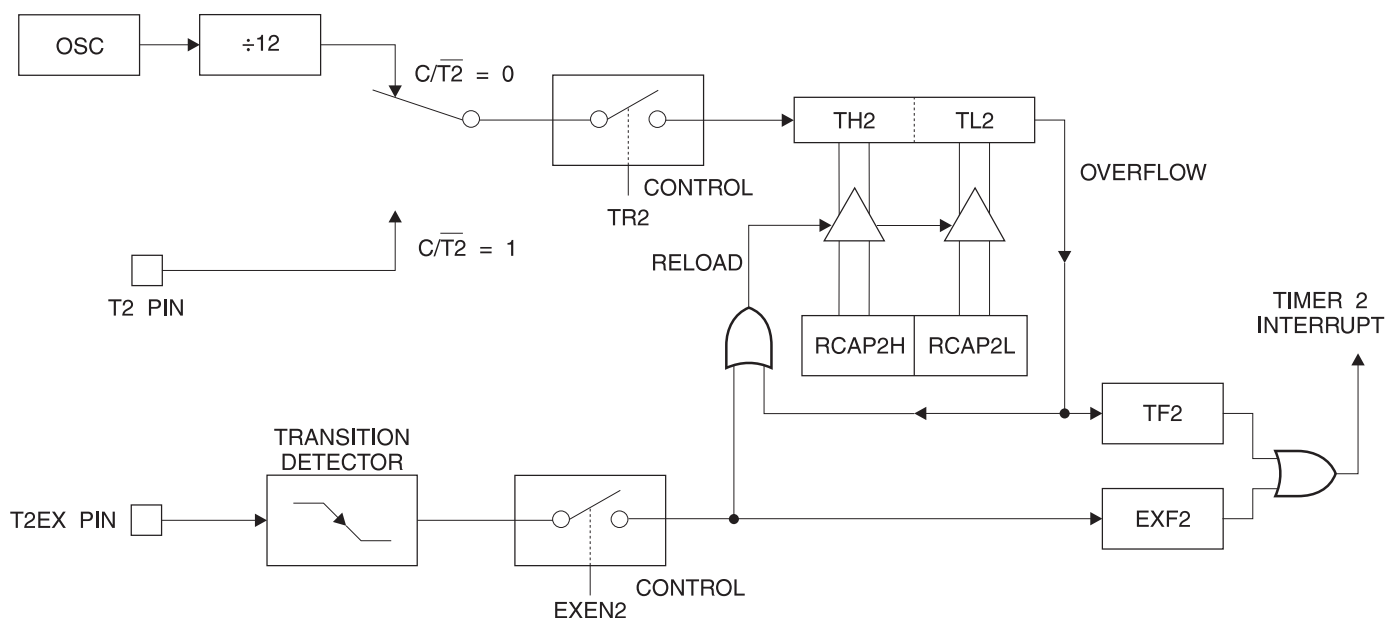 OSC
÷12
C/T2̅ = 0
TH2
TL2
OVERFLOW
CONTROL
TR2
C/T2̅ = 1
RELOAD
T2 PIN
TIMER 2
INTERRUPT
RCAP2H
RCAP2L
TF2
TRANSITION
DETECTOR
T2EX PIN
EXF2
CONTROL
EXEN2